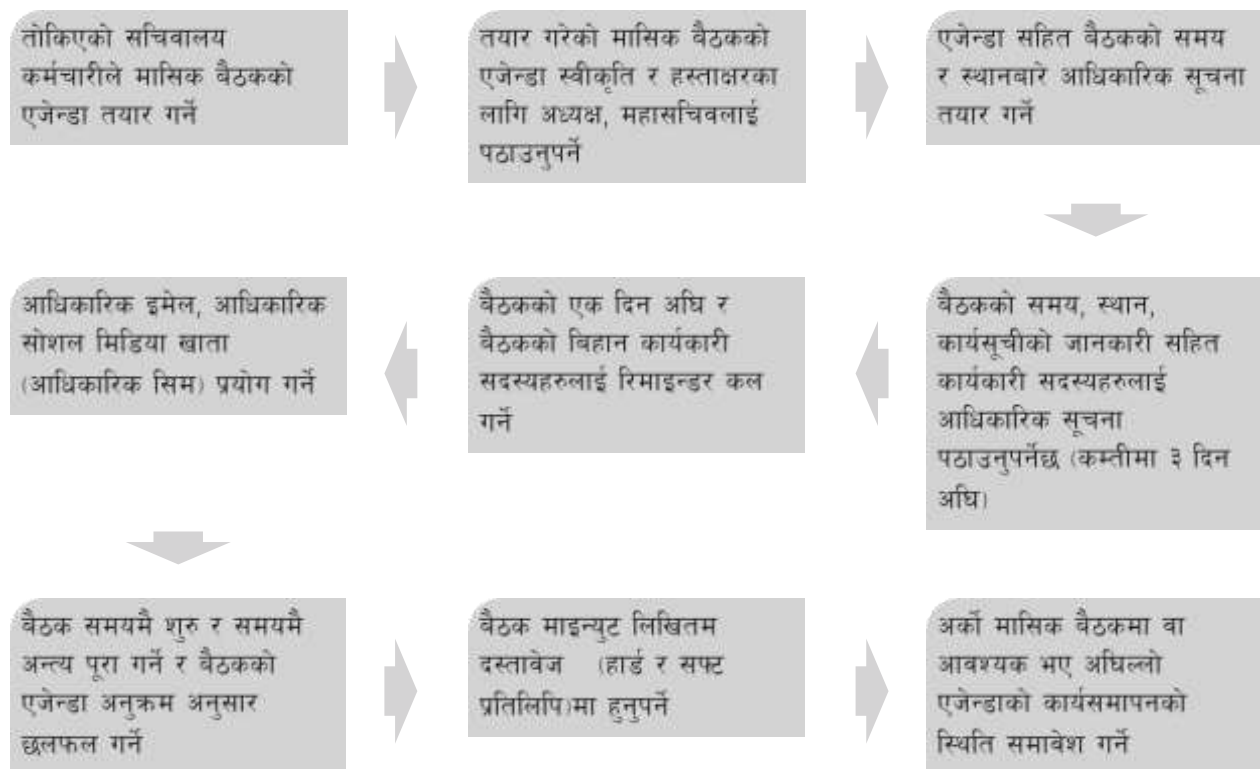 तोकिएको सचिवालय
कर्मचारीले मासिक बैठकको
एजेन्डा तयार गर्ने
तयार गरेको मासिक बैठकको
एजेन्डा स्वीकृति र हस्ताक्षरका
लागि अध्यक्ष, महासचिवलाई
पठाउनुपर्ने
एजेन्डा सहित बैठकको समय
र स्थानबारे आधिकारिक सूचना
तयार गर्ने
बैठकको समय, स्थान,
कार्यसूचीको जानकारी सहित
कार्यकारी सदस्यहरुलाई
आधिकारिक सूचना
पठाउनुपर्नेछ (कम्तीमा ३ दिन
अघि)
बैठकको एक दिन अघि र
बैठकको बिहान कार्यकारी
सदस्यहरुलाई रिमाइन्डर कल
गर्ने
आधिकारिक इमेल, आधिकारिक
सोशल मिडिया खाता
(आधिकारिक सिम) प्रयोग गर्ने
बैठक समयमै शुरु र समयमै
अन्त्य पूरा गर्ने र बैठकको
एजेन्डा अनुक्रम अनुसार
छलफल गर्ने
बैठक माइन्युट लिखितम
दस्तावेज (हार्ड र सफ्ट
प्रतिलिपि)मा हुनुपर्ने
अर्को मासिक बैठकमा वा
आवश्यक भए अघिल्लो
एजेन्डाको कार्यसमापनको
स्थिति समावेश गर्ने